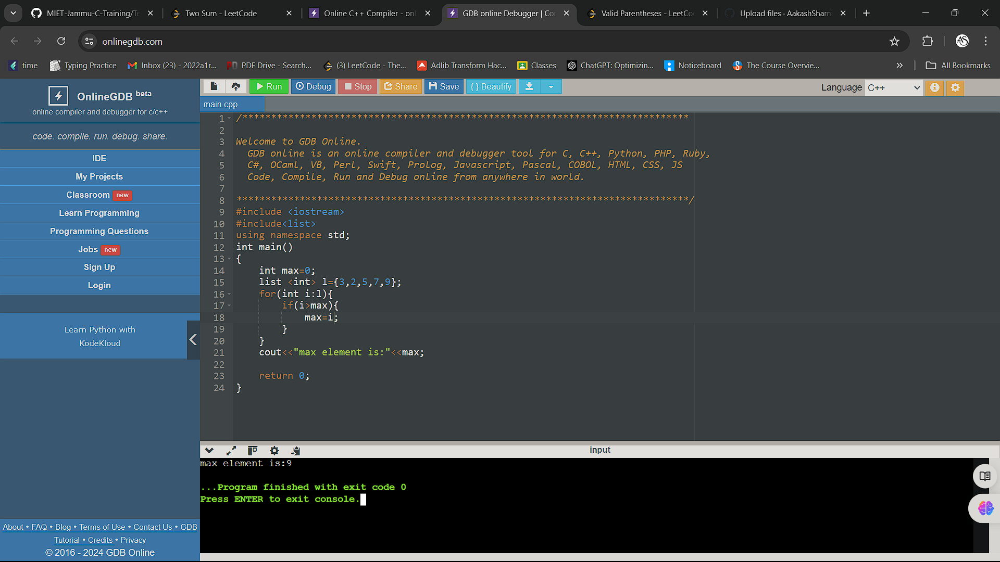 MIET-Jammu-C-Training/Te
Two Sum - LeetCode
Online C++ Compiler - onl
GDB online Debugger | Co
Valid Parentheses - LeetCo
Upload files · AakashSharm
onlinegdb.com
AS
time
Typing Practice
Inbox (23) - 2022a1r...
PDF Drive - Search...
(3) LeetCode - The...
Adlib Transform Hac...
Classes
ChatGPT: Optimizin...
Noticeboard
The Course Overvie...
All Bookmarks
OnlineGDB beta
online compiler and debugger for c/c++
code. compile. run. debug. share.
IDE
My Projects
Classroom new
Learn Programming
Programming Questions
Jobs new
Sign Up
Login
Learn Python with
KodeKloud
About • FAQ • Blog • Terms of Use • Contact Us • GDB
Tutorial • Credits • Privacy
© 2016 - 2024 GDB Online
Run Debug Stop Share Save {} Beautify
Language C++
main.cpp
1 /******************************************************************************
2
3 Welcome to GDB Online.
4   GDB online is an online compiler and debugger tool for C, C++, Python, PHP, Ruby,
5   C#, OCaml, VB, Perl, Swift, Prolog, Javascript, Pascal, COBOL, HTML, CSS, JS
6   Code, Compile, Run and Debug online from anywhere in world.
7
8 *******************************************************************************/
9 #include <iostream>
10 #include<list>
11 using namespace std;
12 int main()
13 {
14     int max=0;
15     list <int> l={3,2,5,7,9};
16     for(int i:l){
17         if(i>max){
18             max=i;
19         }
20     }
21     cout<<"max element is:"<<max;
22
23     return 0;
24 }
input
max element is:9
...Program finished with exit code 0
Press ENTER to exit console.